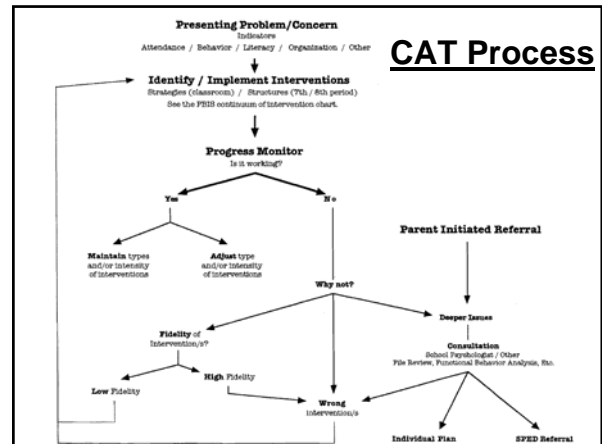 Presenting Problem/Concern
Indicators
Attendance / Behavior / Literacy / Organization / Other
CAT Process
Identify / Implement Interventions
Strategies (classroom) / Structures (7th / 8th period)
See the PBIS continuum of intervention chart.
Progress Monitor
Is it working?
Yes
No
Parent Initiated Referral
Maintain types
and/or intensity
of interventions
Adjust type
and/or intensity
of interventions
Why not?
Deeper Issues
Fidelity of
intervention/s?
Consultation
School Psychologist / Other
File Review, Functional Behavior Analysis, Etc.
Low Fidelity
High Fidelity
Wrong
intervention/s
Individual Plan
SPED Referral